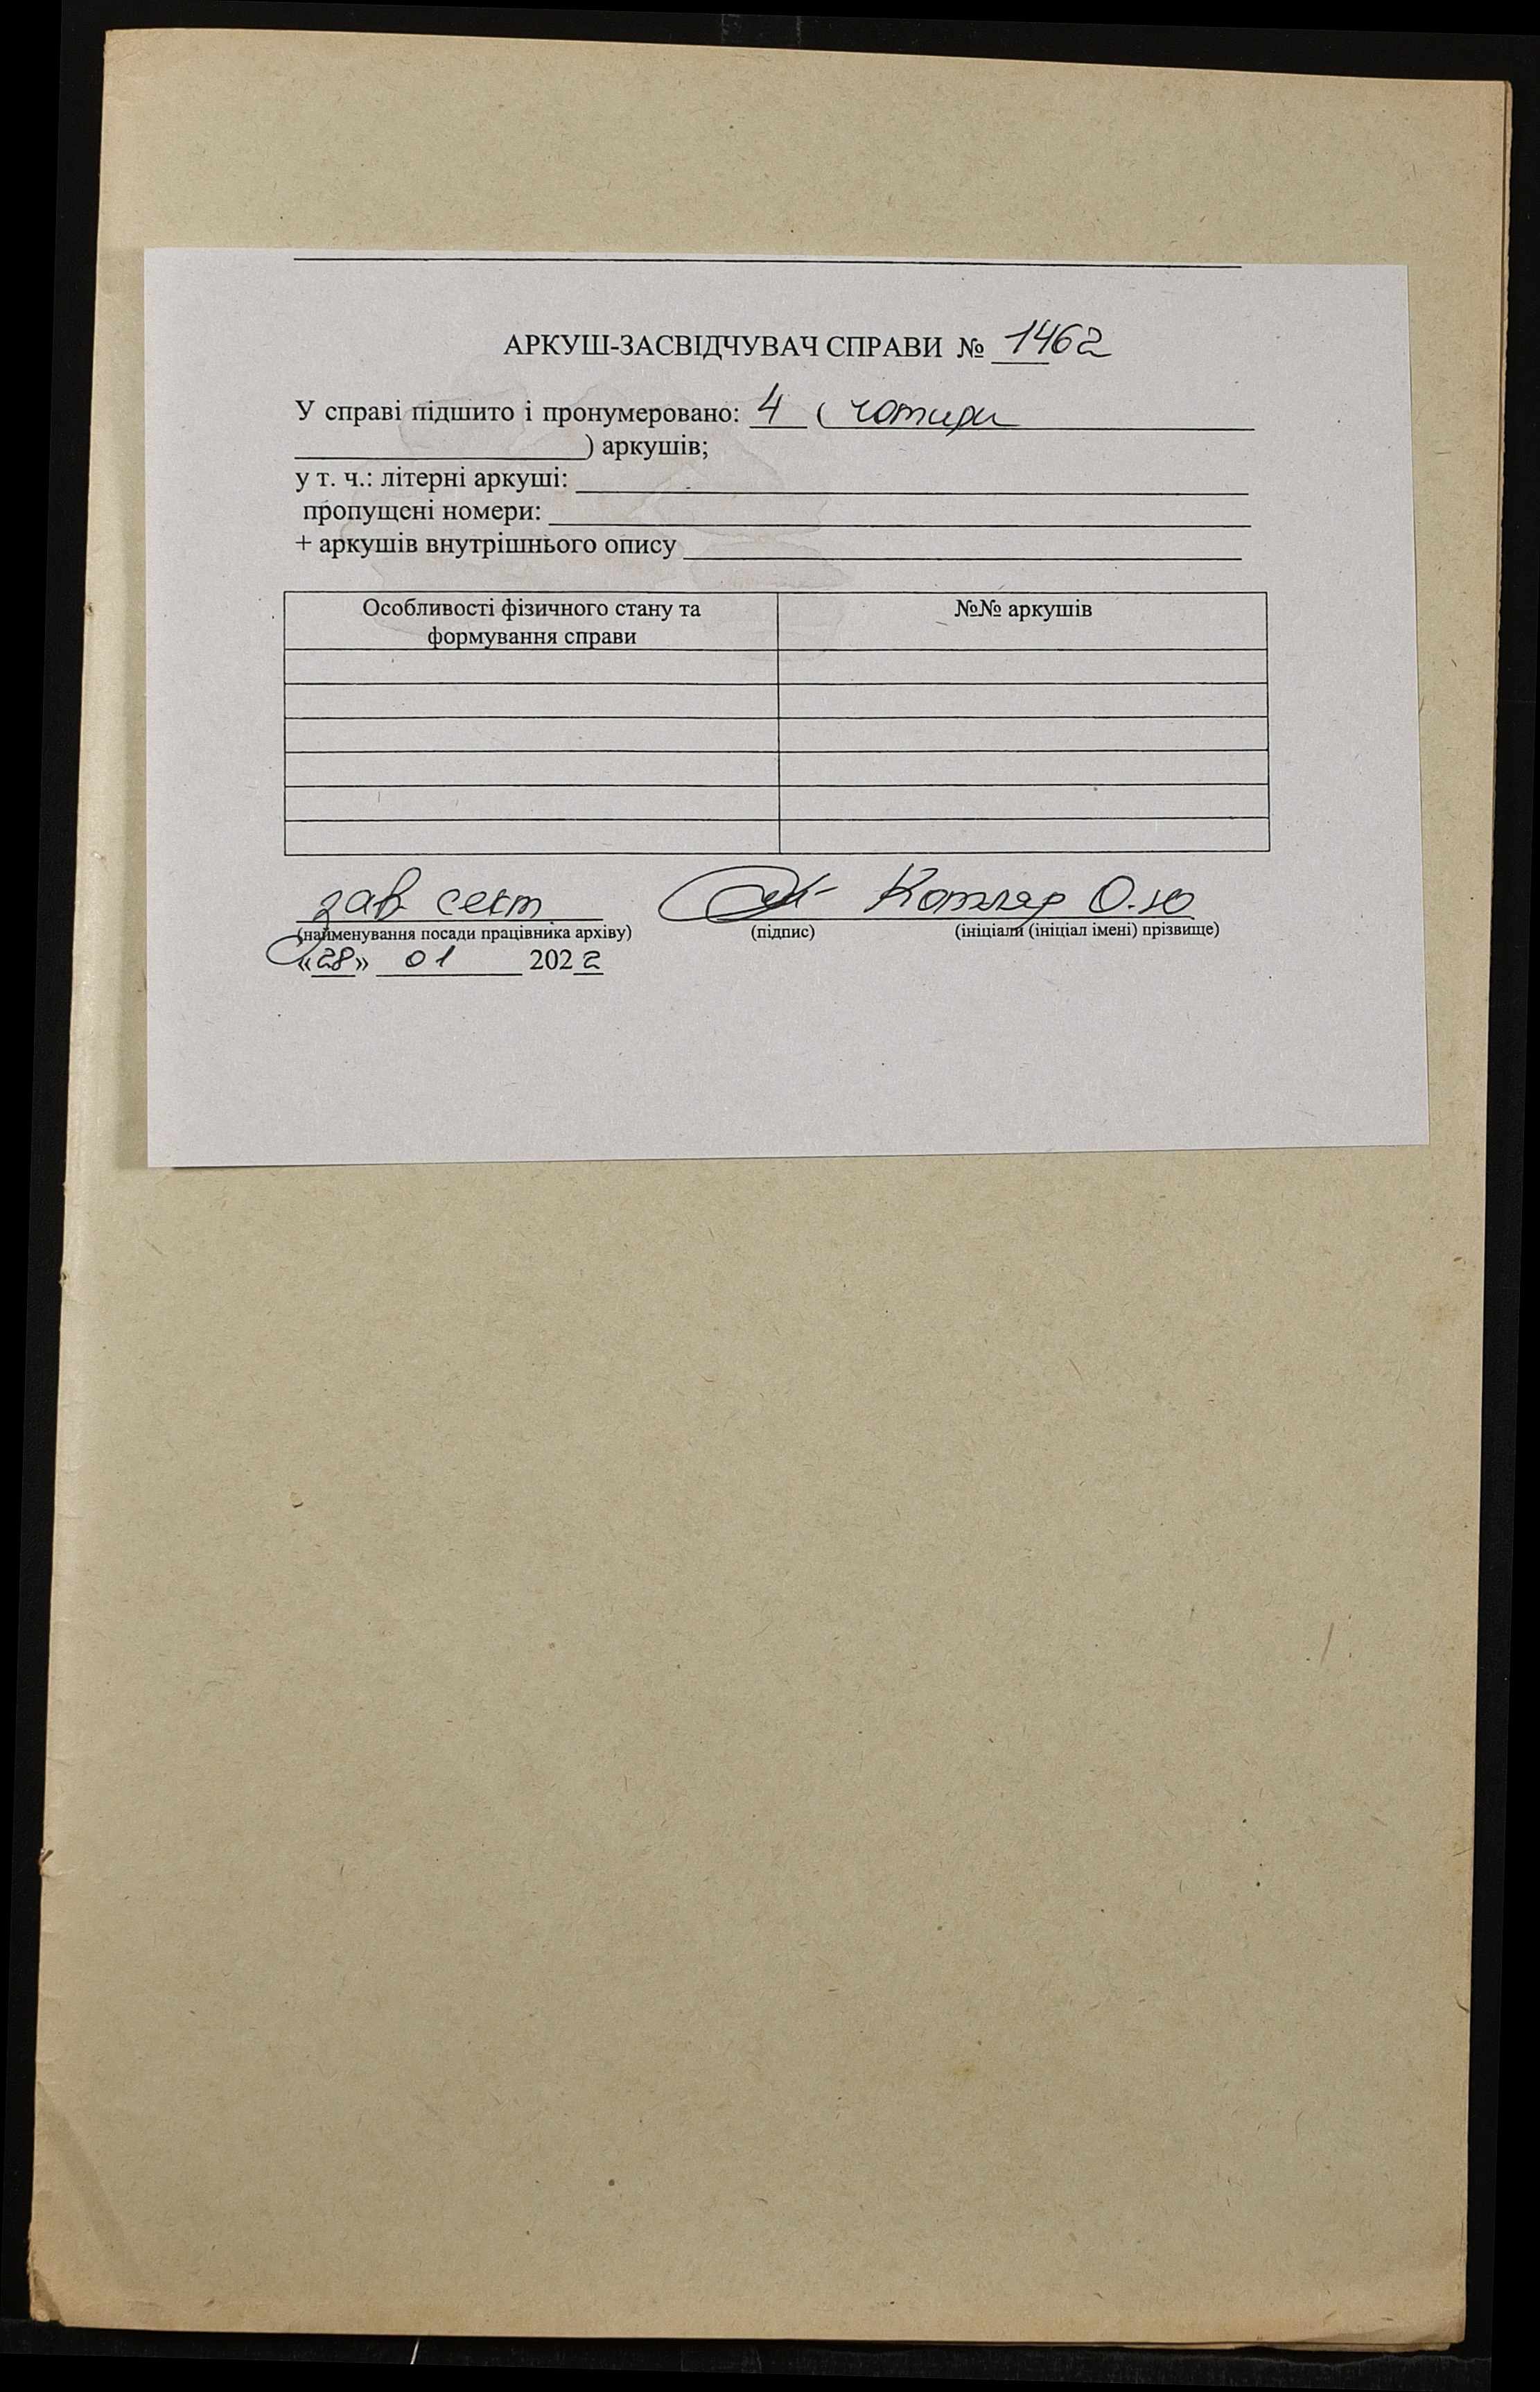 АРКУШ-ЗАСВІДЧУВАЧ СПРАВИ № 1462
У справі підшито і пронумеровано: 4 ( чотири
) аркушів;
у т. ч.: літерні аркуші:
пропущені номери:
+ аркушів внутрішнього опису
Особливості фізичного стану та формування справи №№ аркушів
зав сект Котляр О.Ю
(найменування посади працівника архіву) (підпис) (ініціали (ініціал імені) прізвище)
«28» 01 2022